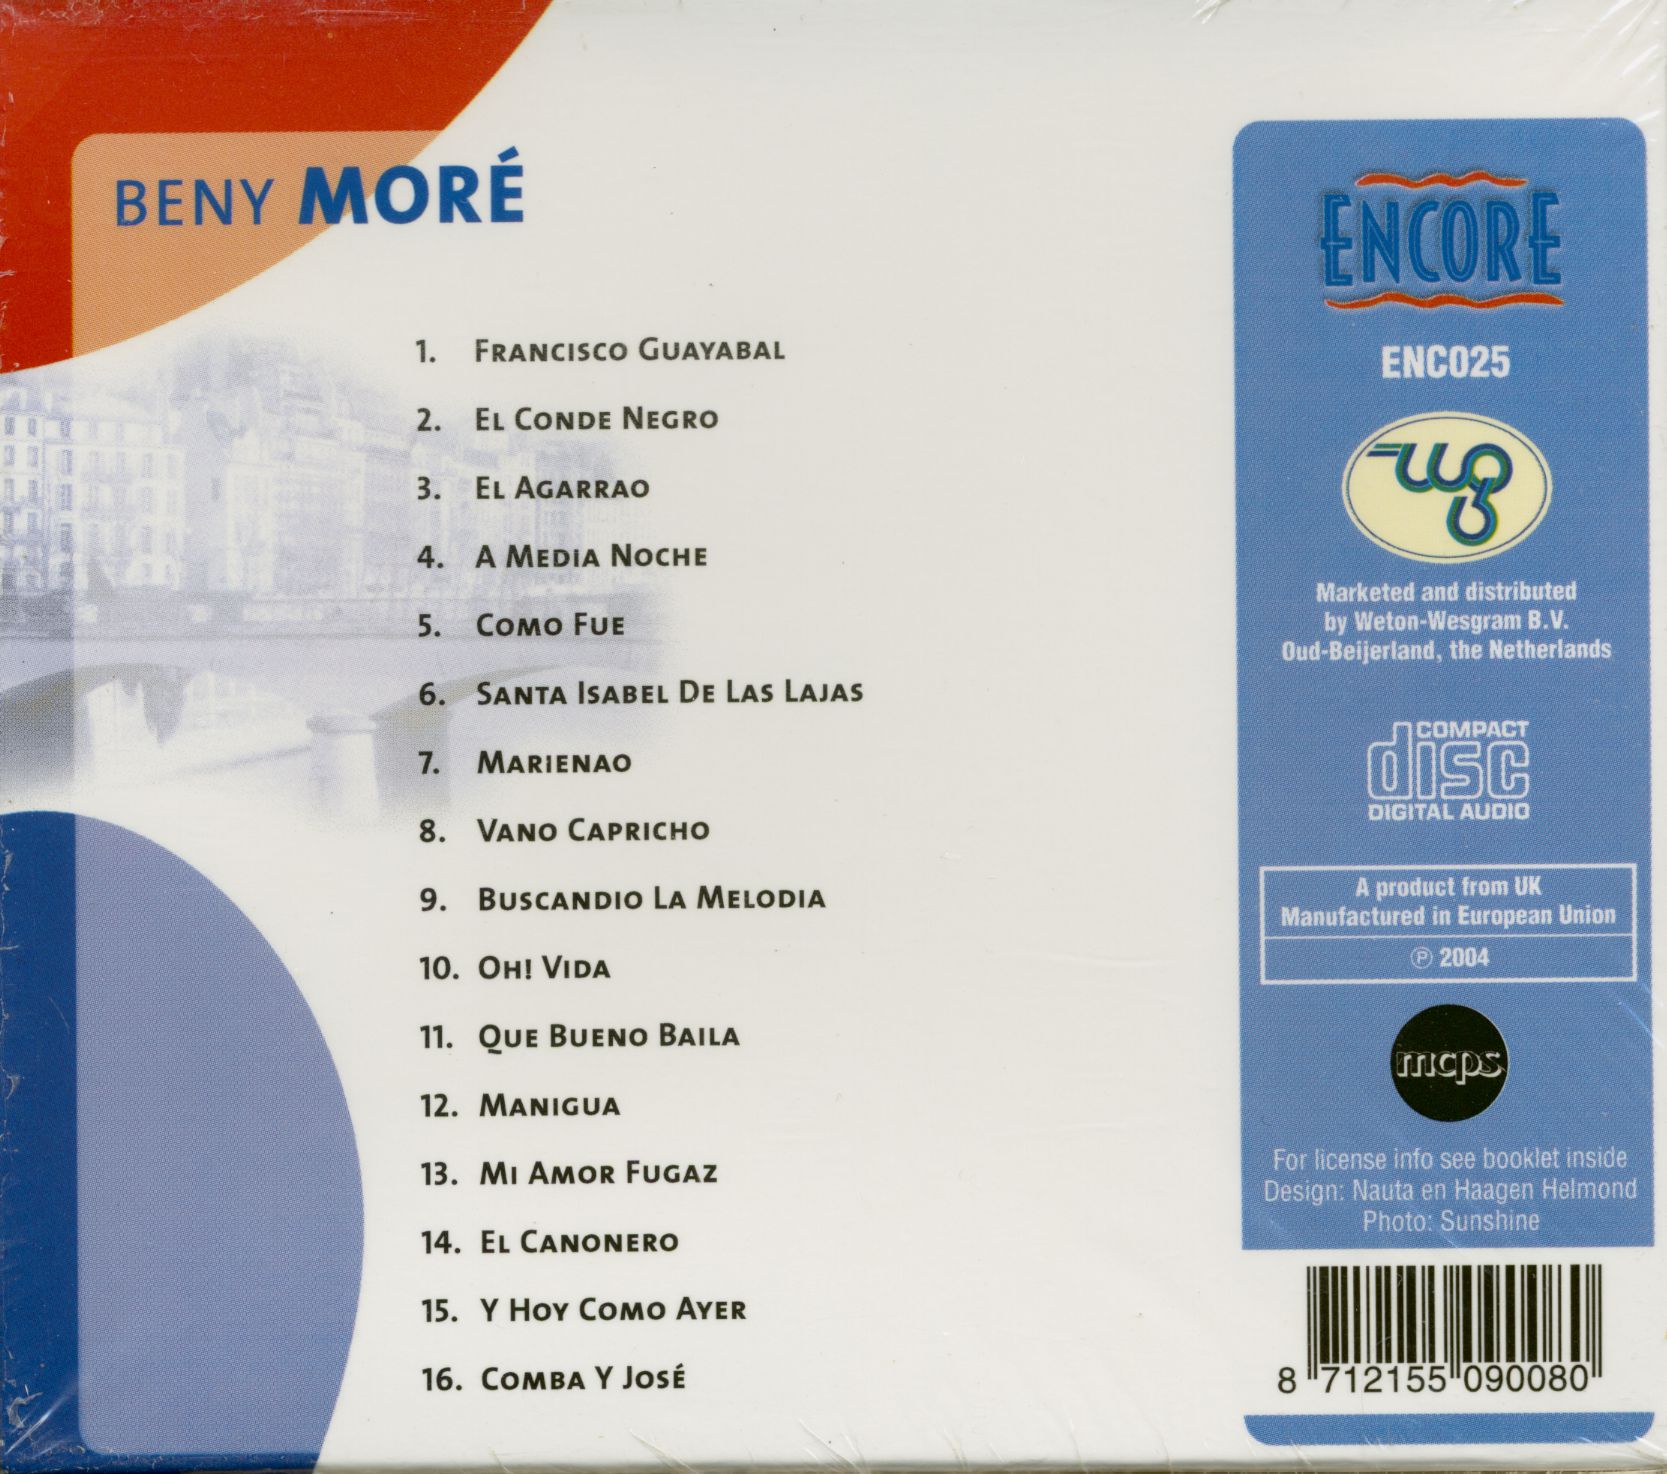 BENY MORÉ
1. FRANCISCO GUAYABAL
2. EL CONDE NEGRO
3. EL AGARRAO
4. A MEDIA NOCHE
5. COMO FUE
6. SANTA ISABEL DE LAS LAJAS
7. MARIENAO
8. VANO CAPRICHO
9. BUSCANDIO LA MELODIA
10. OH! VIDA
11. QUE BUENO BAILA
12. MANIGUA
13. MI AMOR FUGAZ
14. EL CANONERO
15. Y HOY COMO AYER
16. COMBA Y JOSÉ
ENCORE
ENC025
Marketed and distributed
by Weton-Wesgram B.V.
Oud-Beijerland, the Netherlands
COMPACT
disc
DIGITAL AUDIO
A product from UK
Manufactured in European Union
℗ 2004
mcps
For license info see booklet inside
Design: Nauta en Haagen Helmond
Photo: Sunshine
8 712155 090080